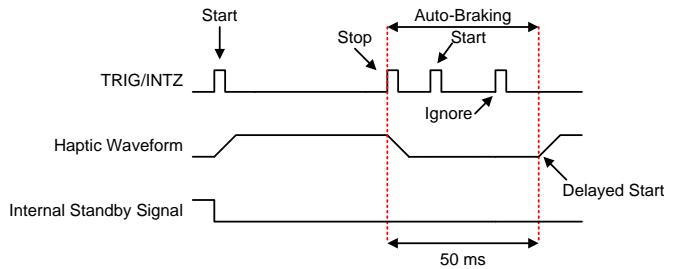 Start
Auto-Braking
Stop
Start
TRIG/INTZ
Ignore
Haptic Waveform
Delayed Start
Internal Standby Signal
50 ms